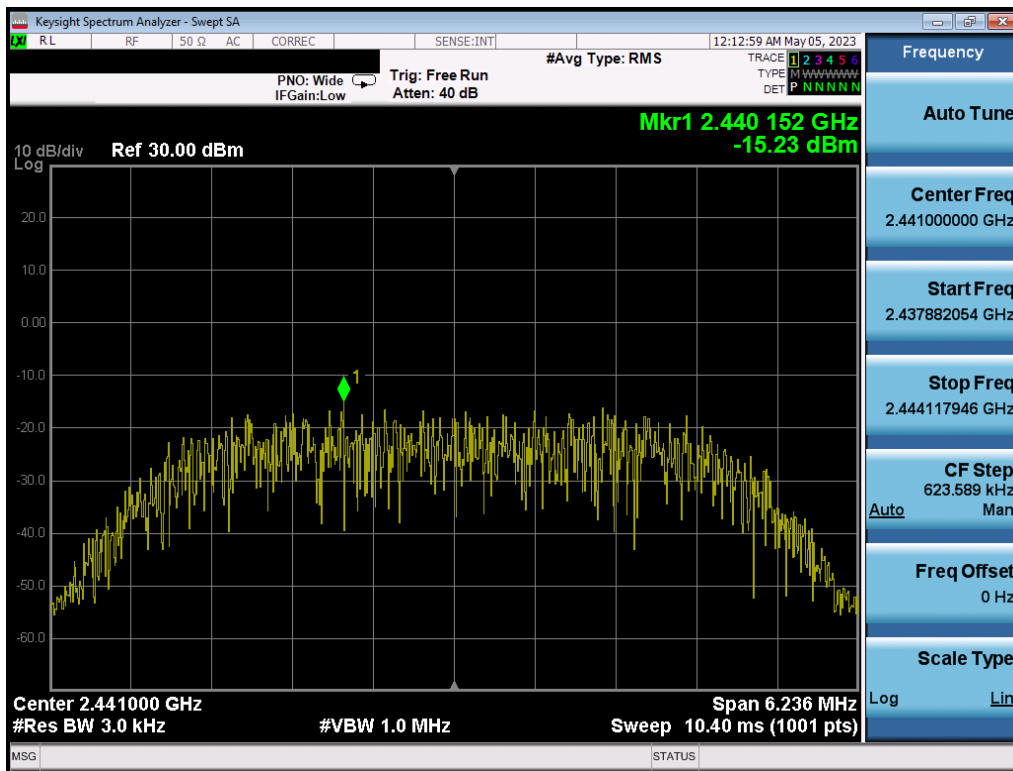 Keysight Spectrum Analyzer - Swept SA
LXI RL RF 50 Ω AC CORREC SENSE:INT 12:12:59 AM May 05, 2023
PNO: Wide
IFGain:Low
Trig: Free Run
Atten: 40 dB
#Avg Type: RMS
TRACE 1 2 3 4 5 6
TYPE M WWWWW
DET P N N N N N
Mkr1 2.440 152 GHz
-15.23 dBm
10 dB/div Ref 30.00 dBm
Log
20.0
10.0
0.00
-10.0
-20.0
-30.0
-40.0
-50.0
-60.0
1
Center 2.441000 GHz Span 6.236 MHz
#Res BW 3.0 kHz #VBW 1.0 MHz Sweep 10.40 ms (1001 pts)
MSG STATUS
Frequency
Auto Tune
Center Freq
2.441000000 GHz
Start Freq
2.437882054 GHz
Stop Freq
2.444117946 GHz
CF Step
623.589 kHz
Auto Man
Freq Offset
0 Hz
Scale Type
Log Lin